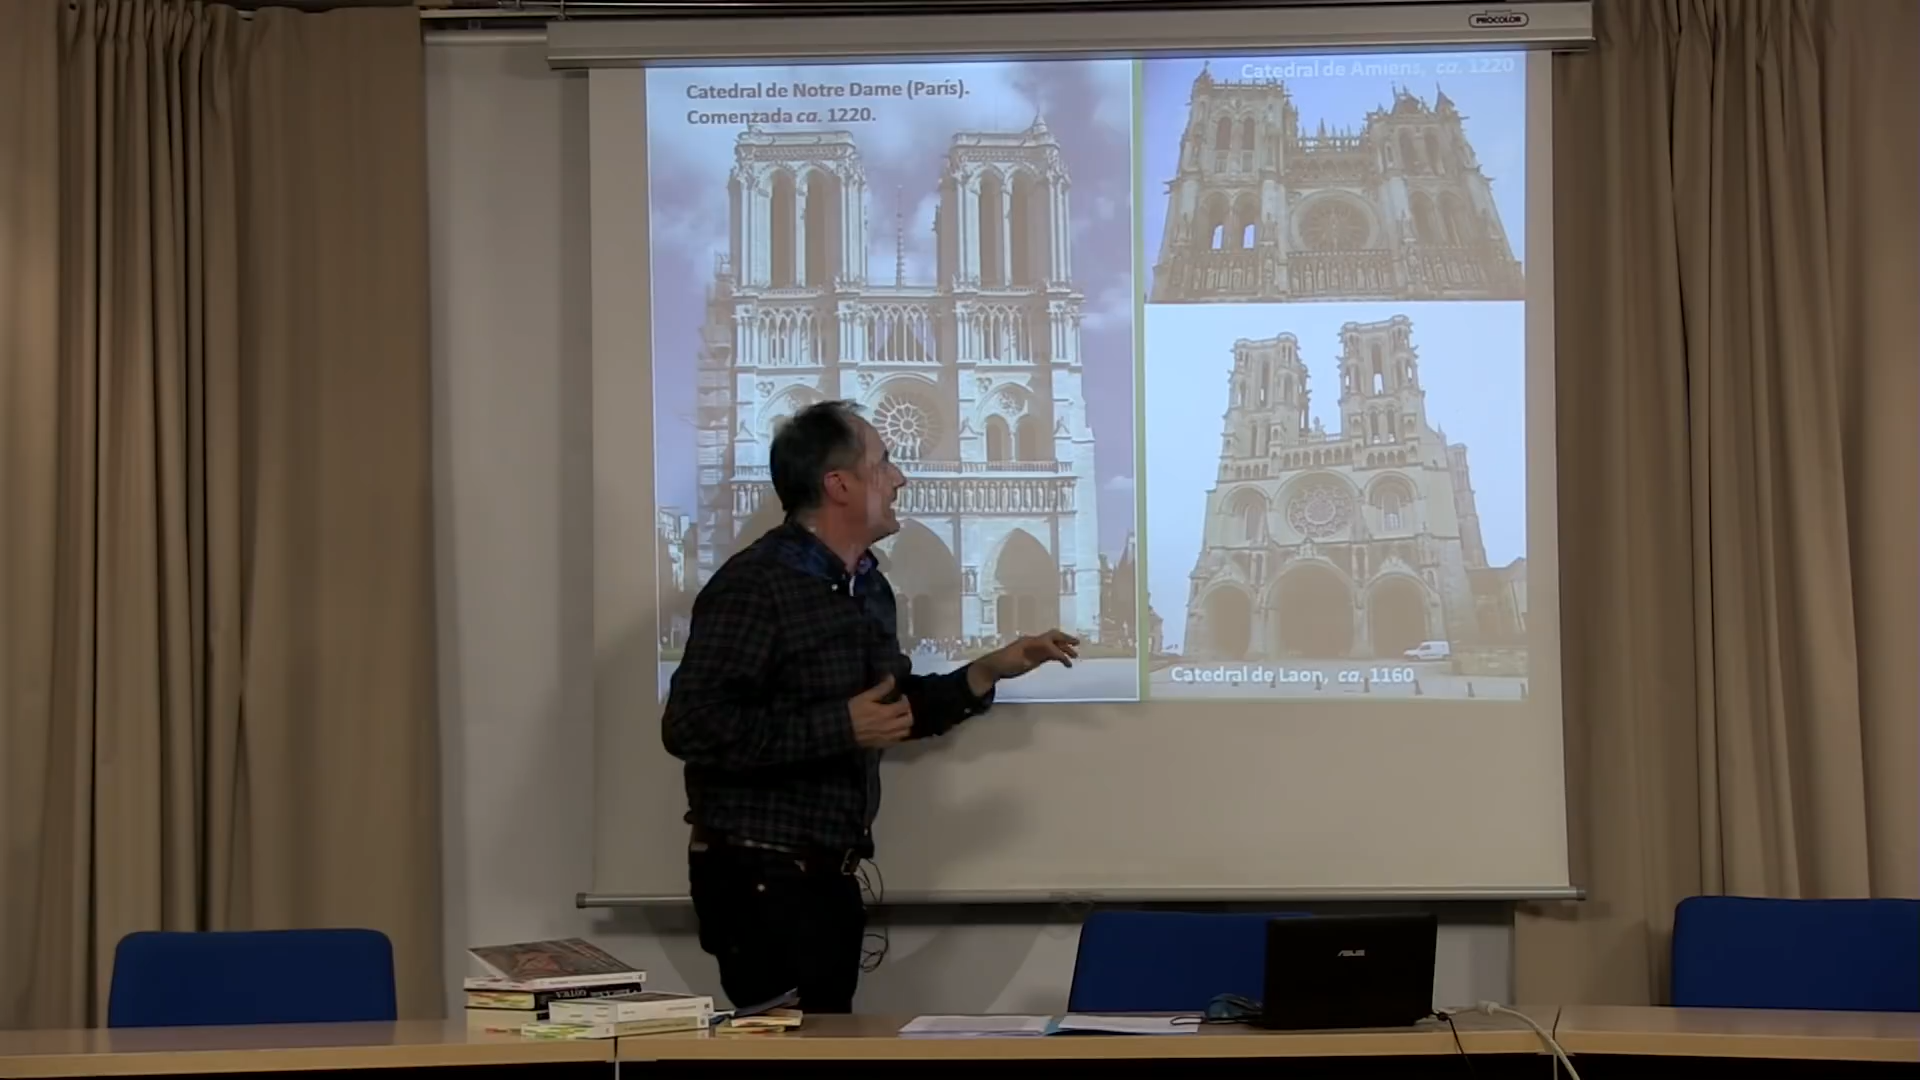 PROCOLOR
Catedral de Notre Dame (París).
Comenzada ca. 1220.
Catedral de Amiens, ca. 1220
Catedral de Laon, ca. 1160
GÓTICA
ASUS